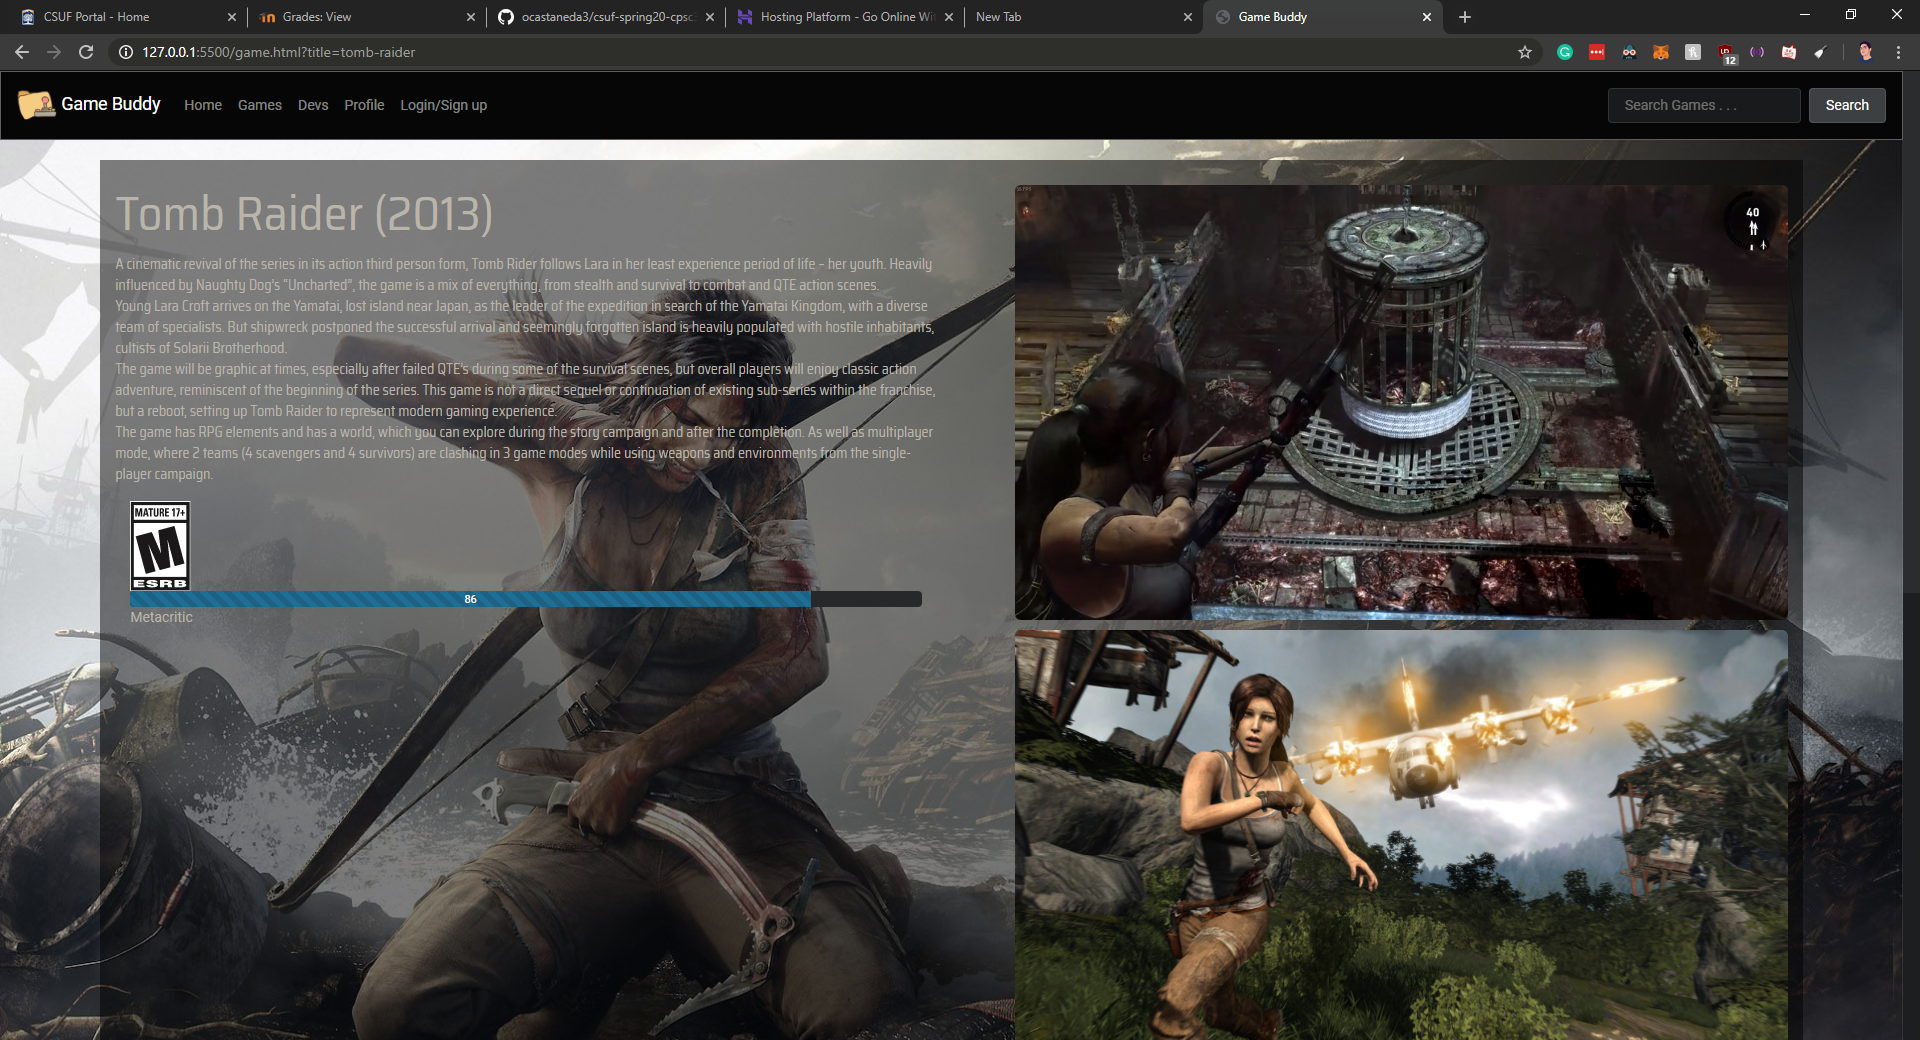 CSUF Portal - Home
Grades: View
ocastaneda3/csuf-spring20-cpsc
Hosting Platform - Go Online Wi
New Tab
Game Buddy
127.0.0.1:5500/game.html?title=tomb-raider
12
Game Buddy
Home
Games
Devs
Profile
Login/Sign up
Search Games . . .
Search
Tomb Raider (2013)
A cinematic revival of the series in its action third person form, Tomb Rider follows Lara in her least experience period of life – her youth. Heavily
influenced by Naughty Dog's "Uncharted", the game is a mix of everything, from stealth and survival to combat and QTE action scenes.
Young Lara Croft arrives on the Yamatai, lost island near Japan, as the leader of the expedition in search of the Yamatai Kingdom, with a diverse
team of specialists. But shipwreck postponed the successful arrival and seemingly forgotten island is heavily populated with hostile inhabitants,
cultists of Solarii Brotherhood.
The game will be graphic at times, especially after failed QTE's during some of the survival scenes, but overall players will enjoy classic action
adventure, reminiscent of the beginning of the series. This game is not a direct sequel or continuation of existing sub-series within the franchise,
but a reboot, setting up Tomb Raider to represent modern gaming experience.
The game has RPG elements and has a world, which you can explore during the story campaign and after the completion. As well as multiplayer
mode, where 2 teams (4 scavengers and 4 survivors) are clashing in 3 game modes while using weapons and environments from the single-
player campaign.
MATURE 17+
M
ESRB
86
Metacritic
40